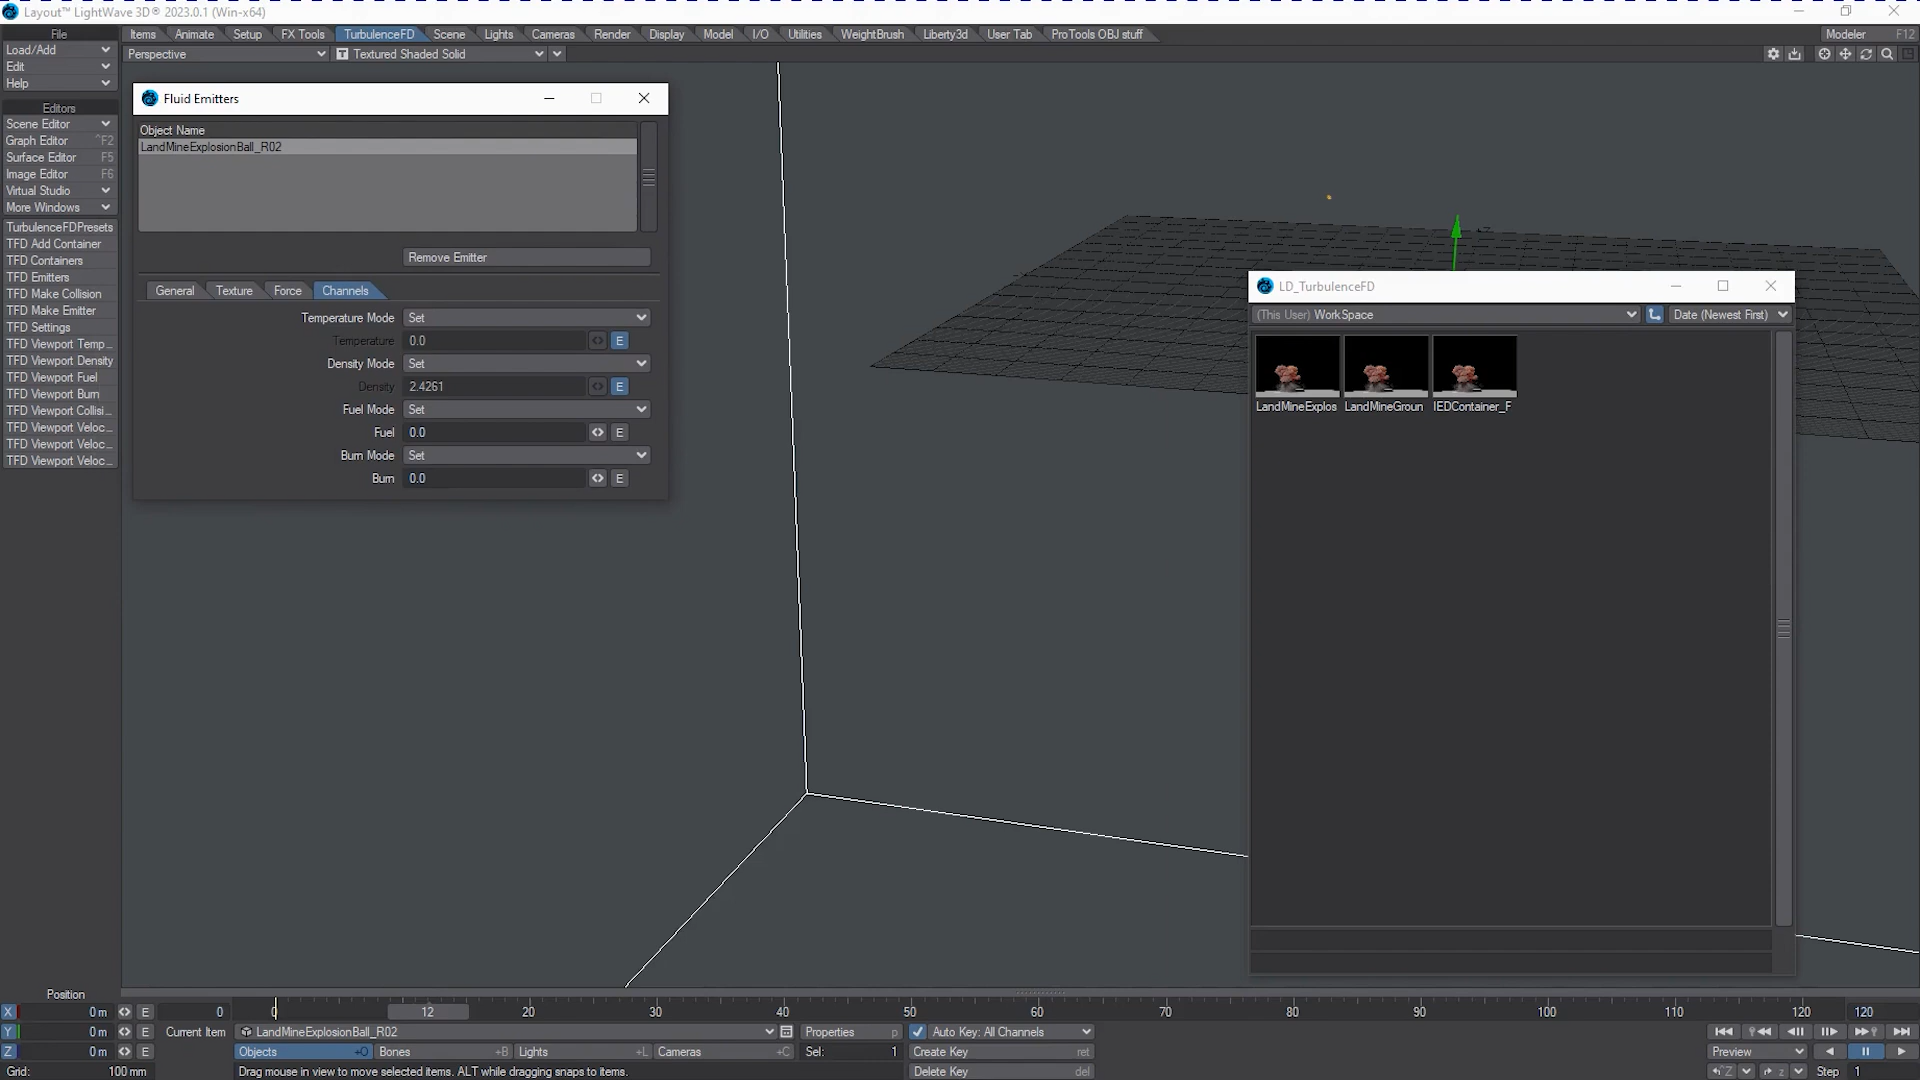 Layout™ LightWave 3D® 2023.0.1 (Win-x64)
File
Items Animate Setup FX Tools TurbulenceFD Scene Lights Cameras Render Display Model I/O Utilities WeightBrush Liberty3d User Tab ProTools OBJ stuff Modeler F12
Load/Add
Perspective T Textured Shaded Solid
Edit
Help
Editors
Scene Editor
Graph Editor ^F2
Surface Editor F5
Image Editor F6
Virtual Studio
More Windows
TurbulenceFDPresets
TFD Add Container
TFD Containers
TFD Emitters
TFD Make Collision
TFD Make Emitter
TFD Settings
TFD Viewport Temp...
TFD Viewport Density
TFD Viewport Fuel
TFD Viewport Burn
TFD Viewport Collisi...
TFD Viewport Veloc...
TFD Viewport Veloc...
TFD Viewport Veloc...
Fluid Emitters
Object Name
LandMineExplosionBall_R02
Remove Emitter
General Texture Force Channels
Temperature Mode Set
Temperature 0.0 E
Density Mode Set
Density 2.4261 E
Fuel Mode Set
Fuel 0.0 E
Burn Mode Set
Burn 0.0 E
LD_TurbulenceFD
(This User) WorkSpace Date (Newest First)
LandMineExplos LandMineGroun IEDContainer_F
Position
X 0 m E 0 0 12 20 30 40 50 60 70 80 90 100 110 120 120
Y 0 m E Current Item LandMineExplosionBall_R02 Properties p Auto Key: All Channels
Z 0 m E Objects +O Bones +B Lights +L Cameras +C Sel: 1 Create Key ret Preview
Grid: 100 mm Drag mouse in view to move selected items. ALT while dragging snaps to items. Delete Key del Z z Step 1